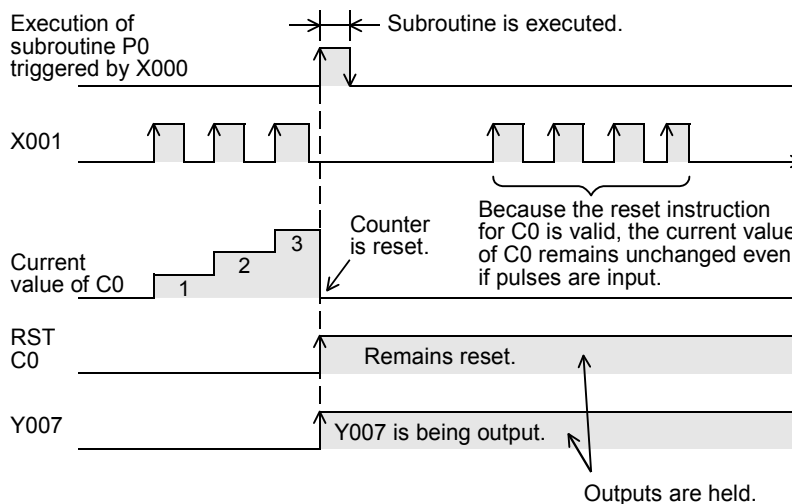 Execution of
subroutine P0
triggered by X000
Subroutine is executed.
X001
Because the reset instruction
for C0 is valid, the current value
of C0 remains unchanged even
if pulses are input.
Counter
is reset.
Current
value of C0
1
2
3
RST
C0
Remains reset.
Y007
Y007 is being output.
Outputs are held.